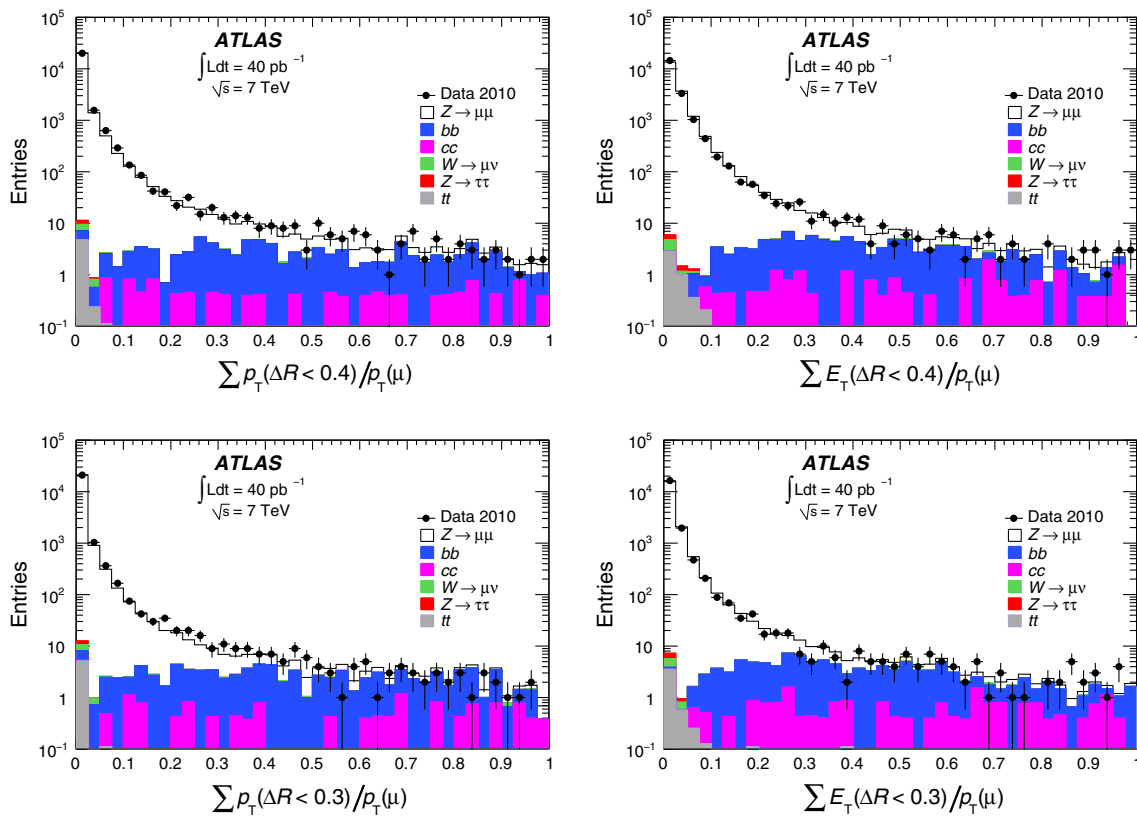 10^5
10^4
10^3
10^2
10
1
10^-1
Entries
ATLAS
∫ Ldt = 40 pb^-1
√s = 7 TeV
Data 2010
Z → μμ
bb
cc
W → μν
Z → ττ
tt
0 0.1 0.2 0.3 0.4 0.5 0.6 0.7 0.8 0.9 1
∑ p_T(ΔR < 0.4)/p_T(μ)
10^5
10^4
10^3
10^2
10
1
10^-1
Entries
ATLAS
∫ Ldt = 40 pb^-1
√s = 7 TeV
Data 2010
Z → μμ
bb
cc
W → μν
Z → ττ
tt
0 0.1 0.2 0.3 0.4 0.5 0.6 0.7 0.8 0.9 1
∑ E_T(ΔR < 0.4)/p_T(μ)
10^5
10^4
10^3
10^2
10
1
10^-1
Entries
ATLAS
∫ Ldt = 40 pb^-1
√s = 7 TeV
Data 2010
Z → μμ
bb
cc
W → μν
Z → ττ
tt
0 0.1 0.2 0.3 0.4 0.5 0.6 0.7 0.8 0.9 1
∑ p_T(ΔR < 0.3)/p_T(μ)
10^5
10^4
10^3
10^2
10
1
10^-1
Entries
ATLAS
∫ Ldt = 40 pb^-1
√s = 7 TeV
Data 2010
Z → μμ
bb
cc
W → μν
Z → ττ
tt
0 0.1 0.2 0.3 0.4 0.5 0.6 0.7 0.8 0.9 1
∑ E_T(ΔR < 0.3)/p_T(μ)